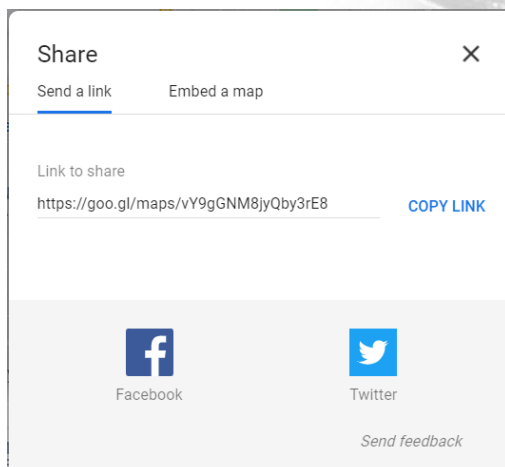 Share
Send a link Embed a map
Link to share
https://goo.gl/maps/vY9gGNM8jyQby3rE8 COPY LINK
Facebook Twitter
Send feedback